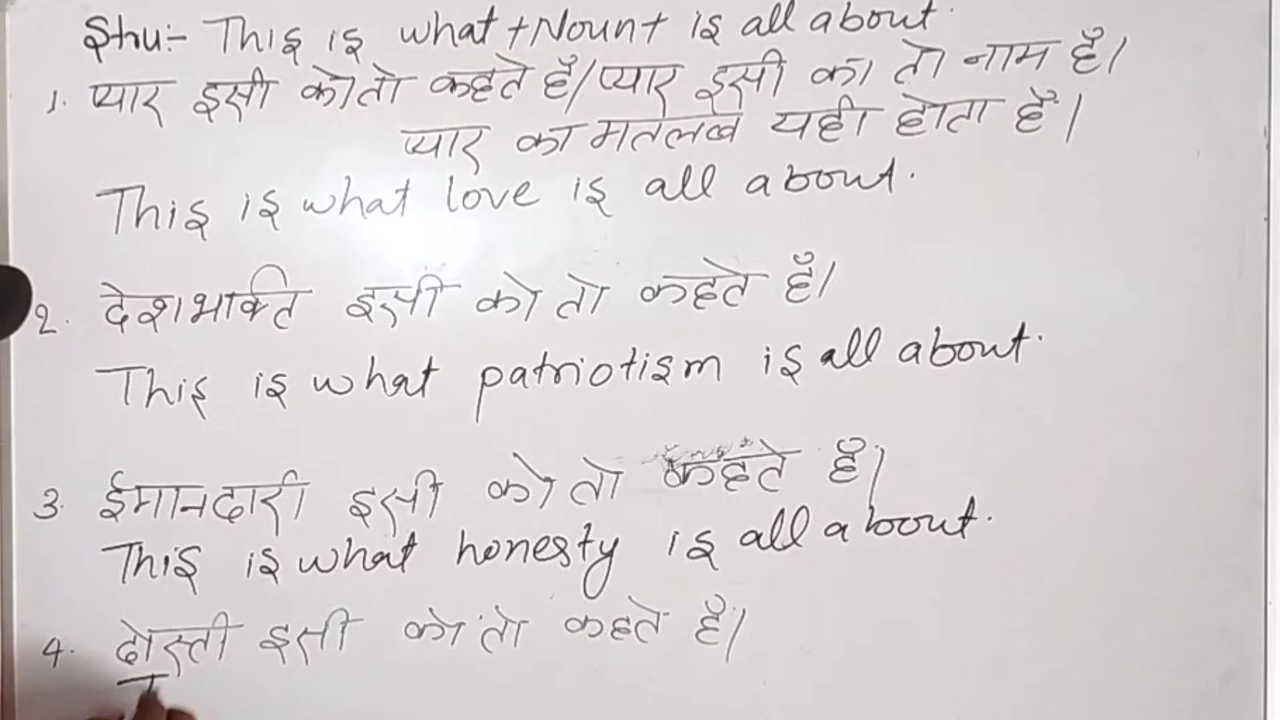 Stru:- This is what + Noun + is all about.
1. प्यार इसी को तो कहते हैं। प्यार इसी का तो नाम है।
प्यार का मतलब यही होता है।
This is what love is all about.
2. देशभक्ति इसी को तो कहते हैं।
This is what patriotism is all about.
3. ईमानदारी इसी को तो कहते हैं।
This is what honesty is all about.
4. दोस्ती इसी को तो कहते हैं।
T